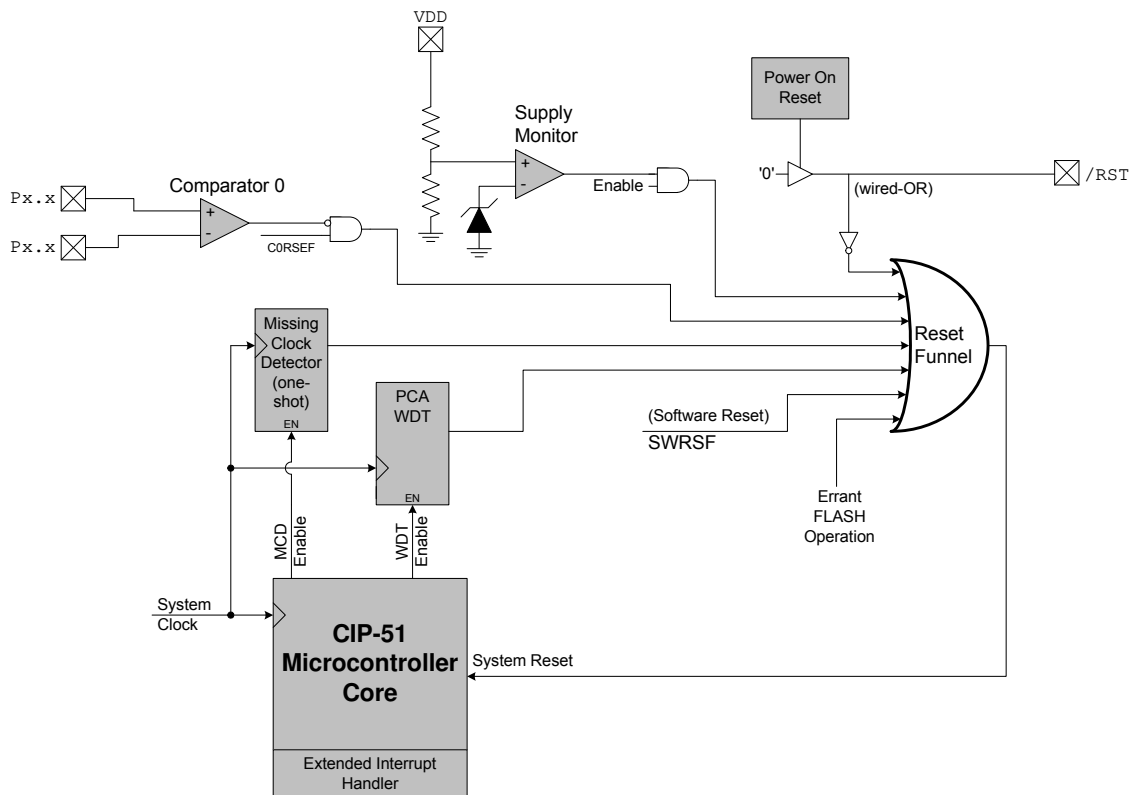 VDD
Power On
Reset
Supply
Monitor
+
-
Enable
'0'
(wired-OR)
/RST
Px.x
Px.x
Comparator 0
+
-
C0RSEF
Missing
Clock
Detector
(one-
shot)
EN
PCA
WDT
EN
Reset
Funnel
(Software Reset)
SWRSF
Errant
FLASH
Operation
MCD
Enable
WDT
Enable
System
Clock
CIP-51
Microcontroller
Core
System Reset
Extended Interrupt
Handler